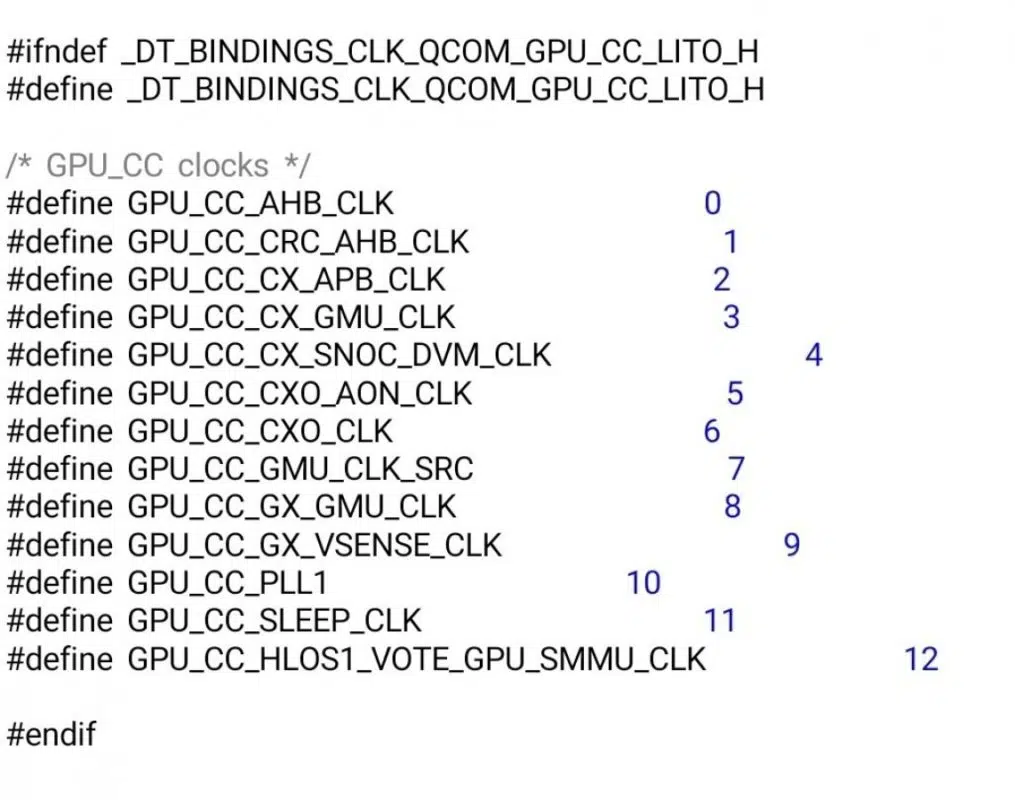 #ifndef _DT_BINDINGS_CLK_QCOM_GPU_CC_LITO_H
#define _DT_BINDINGS_CLK_QCOM_GPU_CC_LITO_H
/* GPU_CC clocks */
#define GPU_CC_AHB_CLK 0
#define GPU_CC_CRC_AHB_CLK 1
#define GPU_CC_CX_APB_CLK 2
#define GPU_CC_CX_GMU_CLK 3
#define GPU_CC_CX_SNOC_DVM_CLK 4
#define GPU_CC_CXO_AON_CLK 5
#define GPU_CC_CXO_CLK 6
#define GPU_CC_GMU_CLK_SRC 7
#define GPU_CC_GX_GMU_CLK 8
#define GPU_CC_GX_VSENSE_CLK 9
#define GPU_CC_PLL1 10
#define GPU_CC_SLEEP_CLK 11
#define GPU_CC_HLOS1_VOTE_GPU_SMMU_CLK 12
#endif